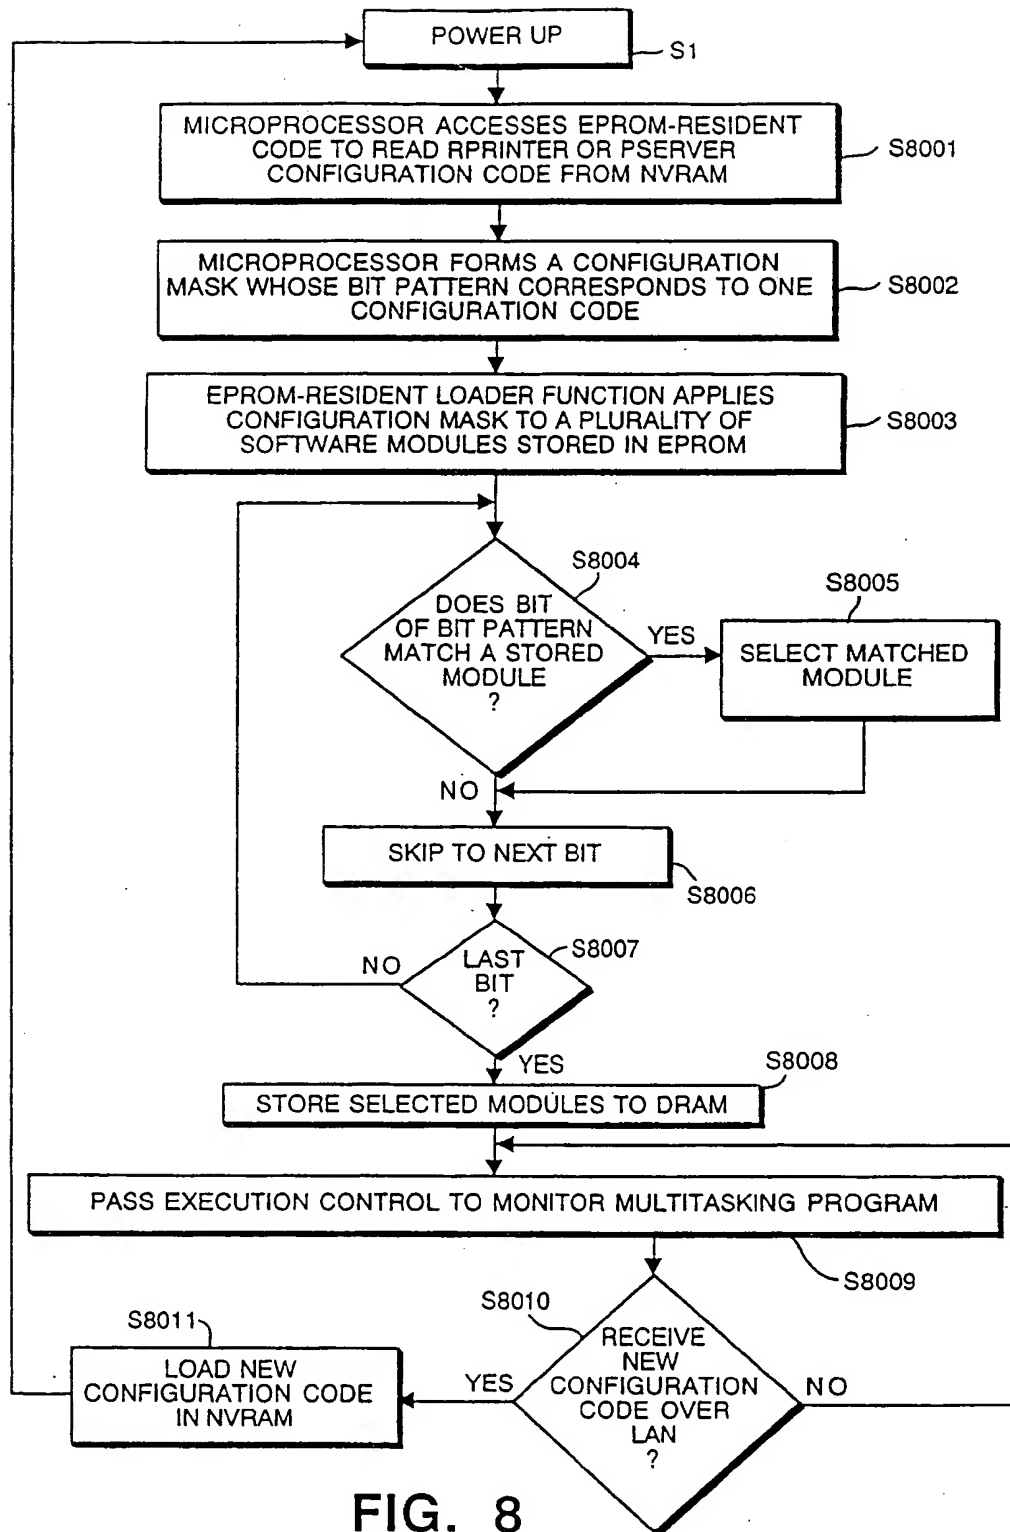 POWER UP
S1
MICROPROCESSOR ACCESSES EPROM-RESIDENT
CODE TO READ RPRINTER OR PSERVER
CONFIGURATION CODE FROM NVRAM
S8001
MICROPROCESSOR FORMS A CONFIGURATION
MASK WHOSE BIT PATTERN CORRESPONDS TO ONE
CONFIGURATION CODE
S8002
EPROM-RESIDENT LOADER FUNCTION APPLIES
CONFIGURATION MASK TO A PLURALITY OF
SOFTWARE MODULES STORED IN EPROM
S8003
S8004
DOES BIT
OF BIT PATTERN
MATCH A STORED
MODULE
?
YES
S8005
SELECT MATCHED
MODULE
NO
SKIP TO NEXT BIT
S8006
S8007
LAST
BIT
?
NO
YES
S8008
STORE SELECTED MODULES TO DRAM
PASS EXECUTION CONTROL TO MONITOR MULTITASKING PROGRAM
S8009
S8010
RECEIVE
NEW
CONFIGURATION
CODE OVER
LAN
?
NO
YES
S8011
LOAD NEW
CONFIGURATION CODE
IN NVRAM
FIG. 8